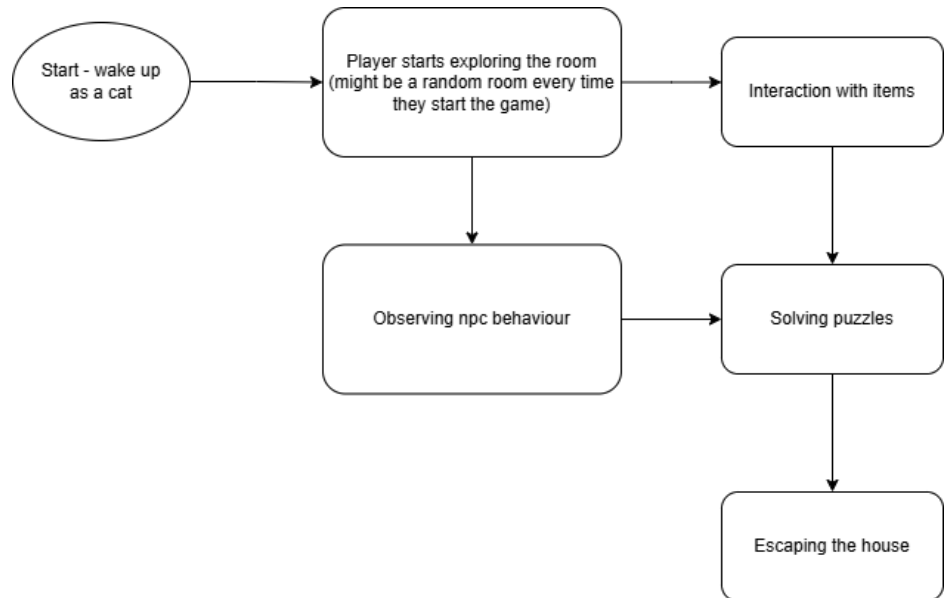 Start - wake up
as a cat
Player starts exploring the room
(might be a random room every time
they start the game)
Interaction with items
Observing npc behaviour
Solving puzzles
Escaping the house